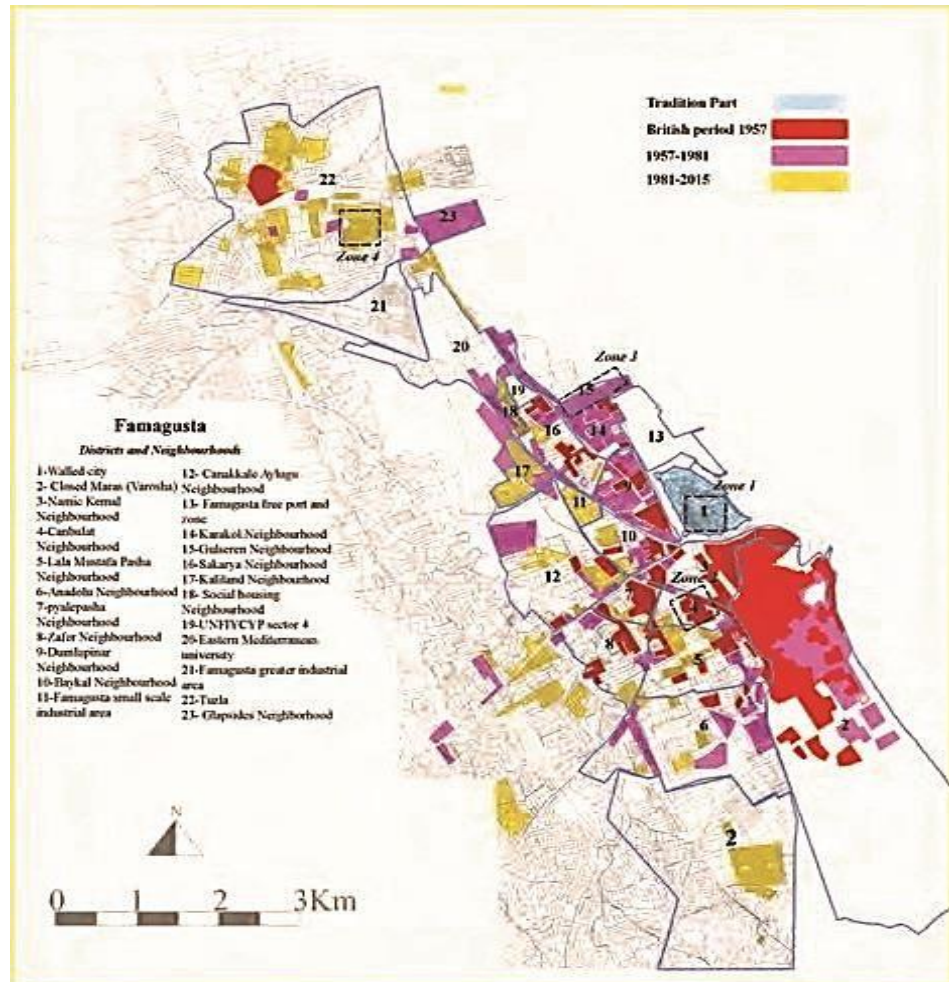 Tradition Part
British period 1957
1957-1981
1981-2015
22
23
Zone 4
21
20
Zone 3
19
15
18
16
14
13
17
Zone 1
9
11
1
10
12
Zone
7
4
8
5
3
6
2
2
Famagusta
Districts and Neighbourhoods
1-Walled city
2- Closed Maras (Varosha)
3-Namic Kemal
Neighbourhood
4-Canbulat
Neighbourhood
5-Lala Mustafa Pasha
Neighbourhood
6-Anadolu Neighbourhood
7-pyalepasha
Neighbourhood
8-Zafer Neighbourhood
9-Dumlupinar
Neighbourhood
10-Baykal Neighbourhood
11-Famagusta small scale
industrial area
12- Canakkale Aylugu
Neighbourhood
13- Famagusta free port and
zone
14-Karakol Neighbourhood
15-Gulseren Neighbourhood
16-Sakarya Neighbourhood
17-Kaliland Neighbourhood
18- Social housing
Neighbourhood
19-UNFIYCYP sector 4
20-Eastern Mediterranean
university
21-Famagusta greater industrial
area
22-Tuzla
23- Glapsides Neighborhood
N
0 1 2 3Km